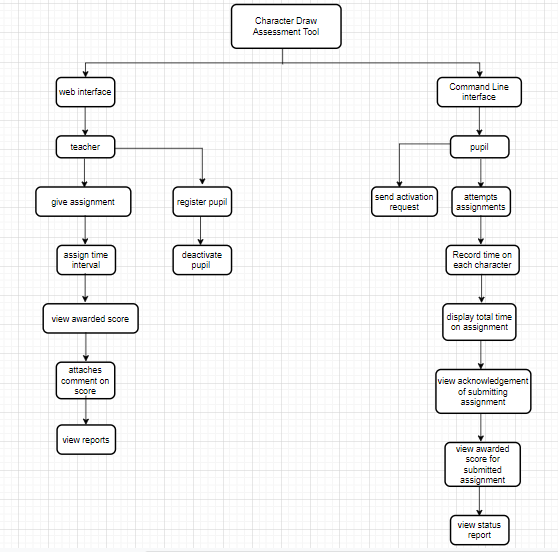 Character Draw
Assessment Tool
web interface
Command Line
interface
teacher
pupil
give assignment
register pupil
send activation
request
attempts
assignments
assign time
interval
deactivate
pupil
Record time on
each character
view awarded score
display total time
on assignment
attaches
comment on
score
view acknowledgement
of submitting
assignment
view reports
view awarded
score for
submitted
assignment
view status
report